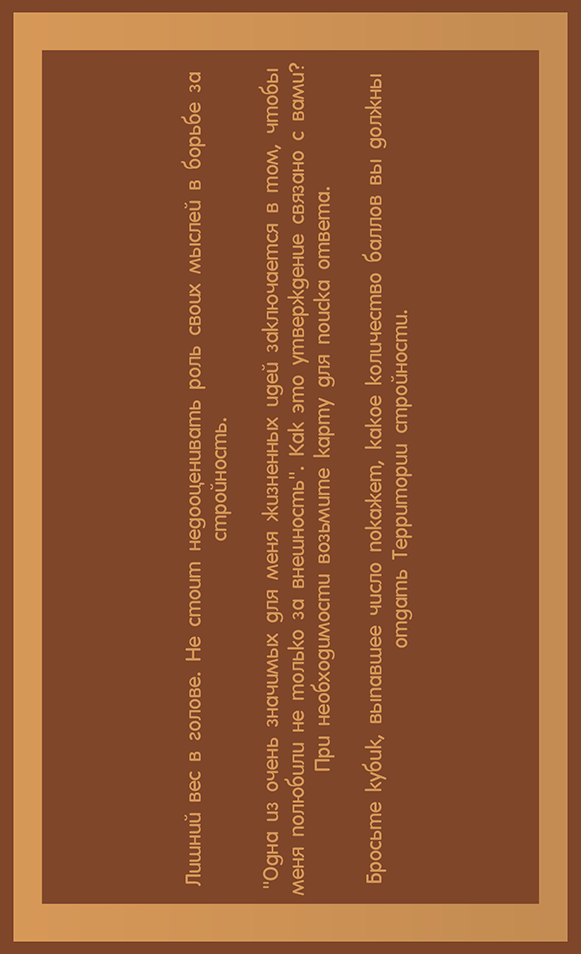 Лишний вес в голове. Не стоит недооценивать роль своих мыслей в борьбе за
стройность.
"Одна из очень значимых для меня жизненных идей заключается в том, чтобы
меня полюбили не только за внешность". Как это утверждение связано с вами?
При необходимости возьмите карту для поиска ответа.
Бросьте кубик, выпавшее число покажет, какое количество баллов вы должны
отдать Территории стройности.